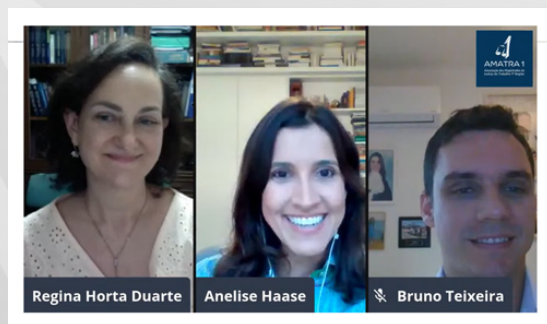 AMATRA 1
Regina Horta Duarte
Anelise Haase
Bruno Teixeira